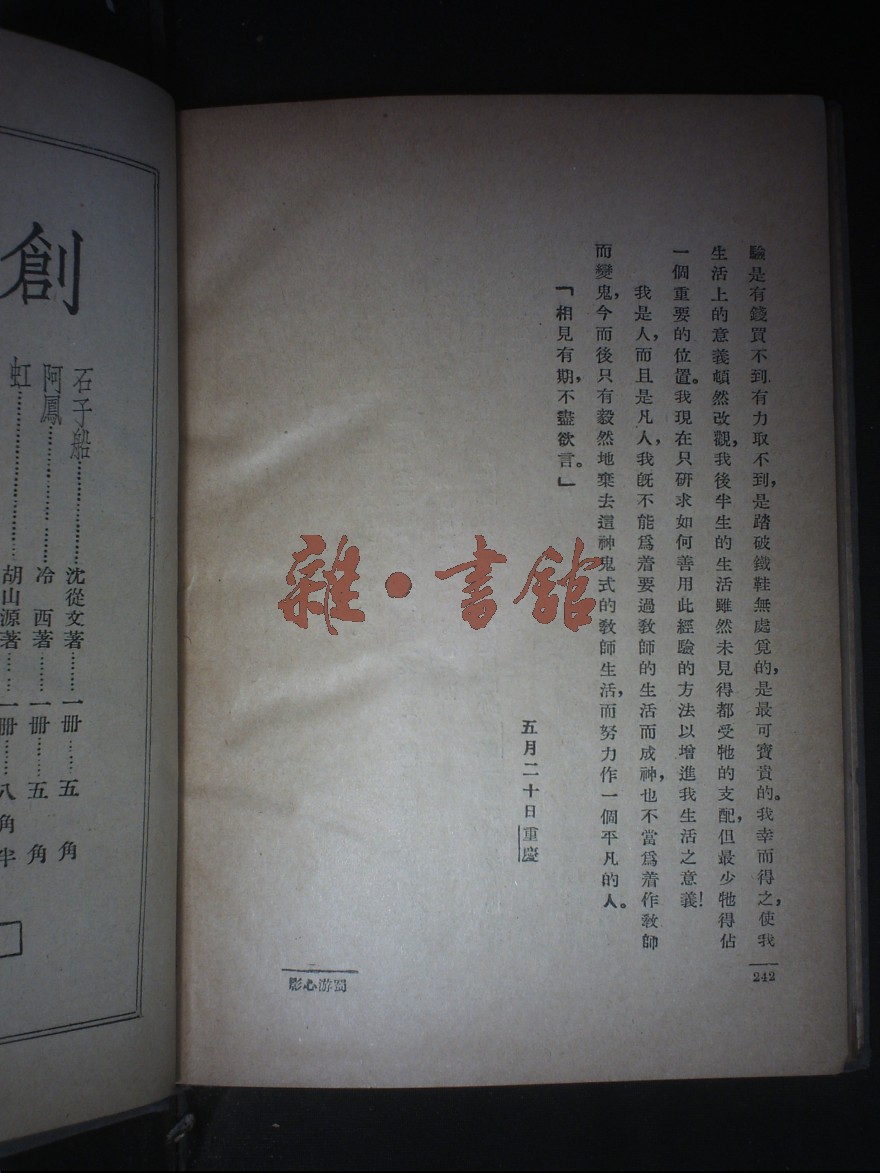 驗是有錢買不到有力取不到，是踏破鐵鞋無處覓的，是最可寶貴的。我幸而得之，使我
生活上的意義頓然改觀，我後半生的生活雖然未見得都受牠的支配，但最少牠得佔
一個重要的位置。我現在只研求如何善用此經驗的方法以增進我生活之意義！
我是人，而且是凡人，我既不能爲着要過教師的生活而成神，也不當爲着作教師
而變鬼，今而後只有毅然地棄去這神鬼式的教師生活，而努力作一個平凡的人。
「相見有期，不盡欲言。」
五月二十日重慶
242
蜀游心影
雜·書館
創
石子船………………沈從文著………一冊……五角
阿鳳………………冷西著………一冊……五角
虹………………胡山源著………一冊……八角半